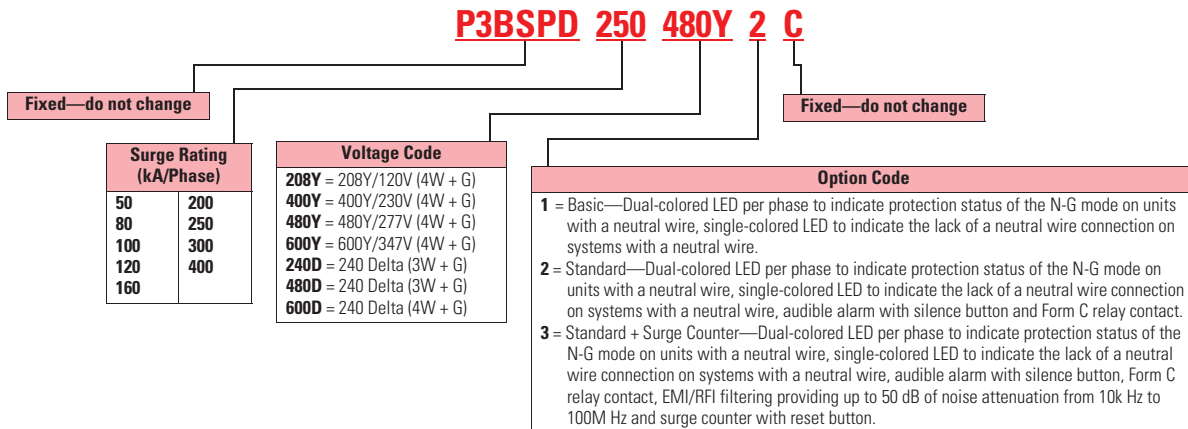 P3BSPD 250 480Y 2 C
Fixed—do not change
Fixed—do not change
Surge Rating
(kA/Phase)
50 200
80 250
100 300
120 400
160
Voltage Code
208Y = 208Y/120V (4W + G)
400Y = 400Y/230V (4W + G)
480Y = 480Y/277V (4W + G)
600Y = 600Y/347V (4W + G)
240D = 240 Delta (3W + G)
480D = 240 Delta (3W + G)
600D = 240 Delta (4W + G)
Option Code
1 = Basic—Dual-colored LED per phase to indicate protection status of the N-G mode on units
with a neutral wire, single-colored LED to indicate the lack of a neutral wire connection on
systems with a neutral wire.
2 = Standard—Dual-colored LED per phase to indicate protection status of the N-G mode on
units with a neutral wire, single-colored LED to indicate the lack of a neutral wire connection
on systems with a neutral wire, audible alarm with silence button and Form C relay contact.
3 = Standard + Surge Counter—Dual-colored LED per phase to indicate protection status of the
N-G mode on units with a neutral wire, single-colored LED to indicate the lack of a neutral
wire connection on systems with a neutral wire, audible alarm with silence button, Form C
relay contact, EMI/RFI filtering providing up to 50 dB of noise attenuation from 10k Hz to
100M Hz and surge counter with reset button.